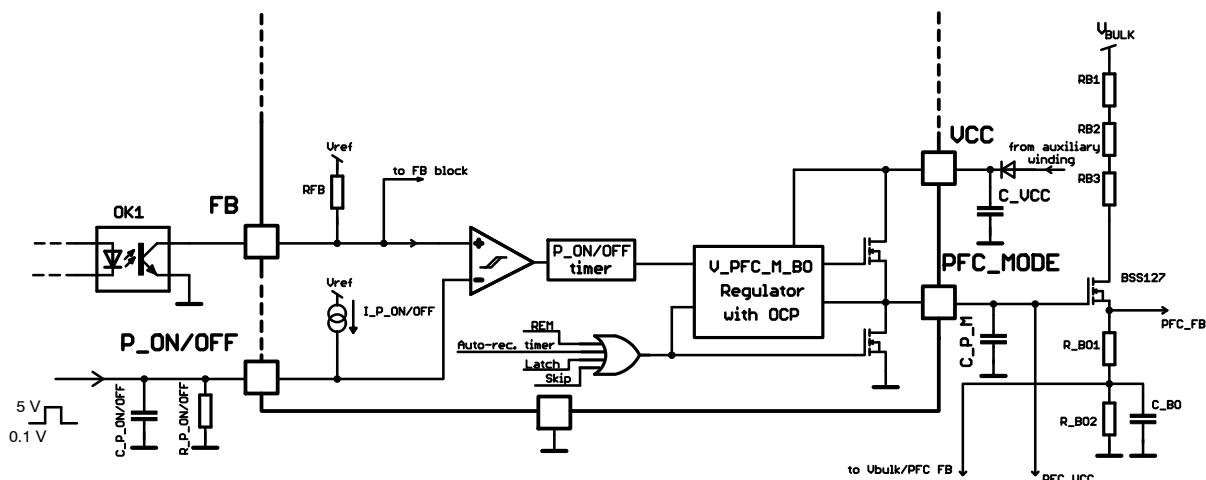 V_BULK
RB1
VCC
Vref
from auxiliary
winding
RB2
to FB block
RFB
RB3
OK1
FB
C_VCC
P_ON/OFF
timer
V_PFC_M_BO
Regulator
with OCP
PFC_MODE
BSS127
Vref
I_P_ON/OFF
PFC_FB
P_ON/OFF
REM
Auto-rec. timer
Latch
Skip
C_P_M
R_BO1
5 V
0.1 V
C_P_ON/OFF
R_P_ON/OFF
C_BO
R_BO2
to Vbulk/PFC FB
PFC_VCC